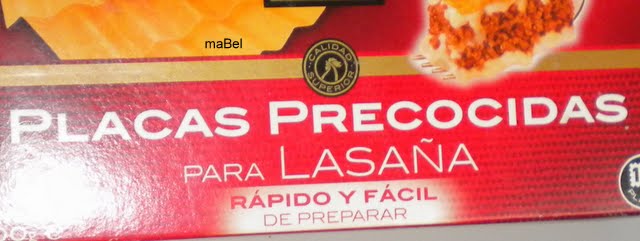 maBel
CALIDAD
SUPERIOR
PLACAS PRECOCIDAS
PARA LASAÑA
RÁPIDO Y FÁCIL
DE PREPARAR